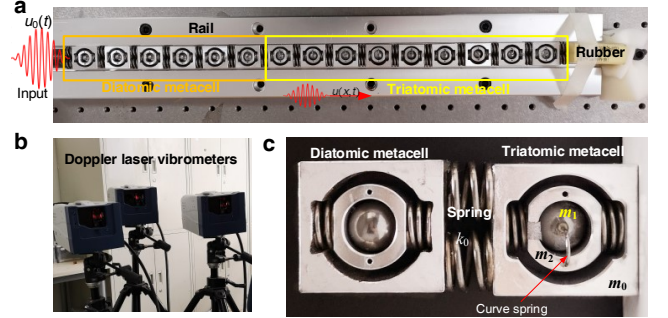 a
u₀(t)
Rail
Rubber
Input
Diatomic metacell
u(x,t)
Triatomic metacell
b
Doppler laser vibrometers
c
Diatomic metacell
Triatomic metacell
Spring
k₀
m₁
m₂
m₀
Curve spring